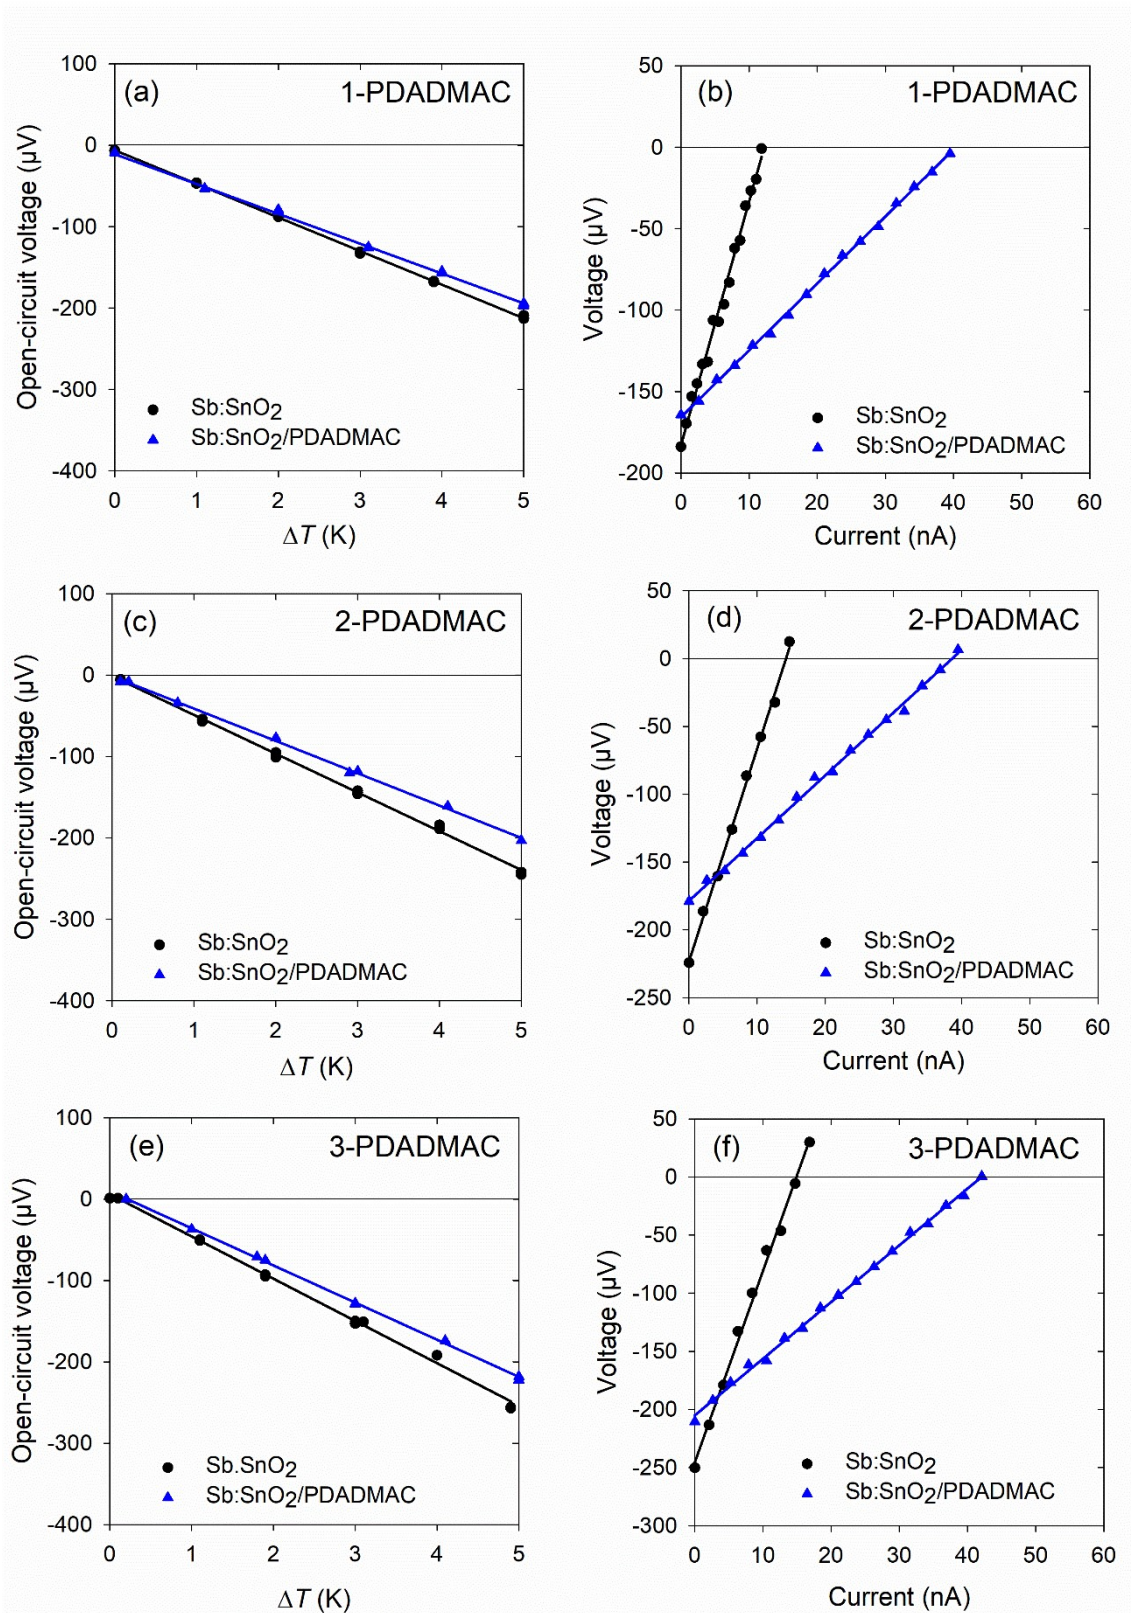 (a) 1-PDADMAC
100
0
-100
-200
-300
-400
Open-circuit voltage (µV)
Sb:SnO2
Sb:SnO2/PDADMAC
0 1 2 3 4 5
ΔT (K)
(b) 1-PDADMAC
50
0
-50
-100
-150
-200
Voltage (µV)
Sb:SnO2
Sb:SnO2/PDADMAC
0 10 20 30 40 50 60
Current (nA)
(c) 2-PDADMAC
100
0
-100
-200
-300
-400
Open-circuit voltage (µV)
Sb:SnO2
Sb:SnO2/PDADMAC
0 1 2 3 4 5
ΔT (K)
(d) 2-PDADMAC
50
0
-50
-100
-150
-200
-250
Voltage (µV)
Sb:SnO2
Sb:SnO2/PDADMAC
0 10 20 30 40 50 60
Current (nA)
(e) 3-PDADMAC
100
0
-100
-200
-300
-400
Open-circuit voltage (µV)
Sb.SnO2
Sb:SnO2/PDADMAC
0 1 2 3 4 5
ΔT (K)
(f) 3-PDADMAC
50
0
-50
-100
-150
-200
-250
-300
Voltage (µV)
Sb:SnO2
Sb:SnO2/PDADMAC
0 10 20 30 40 50 60
Current (nA)